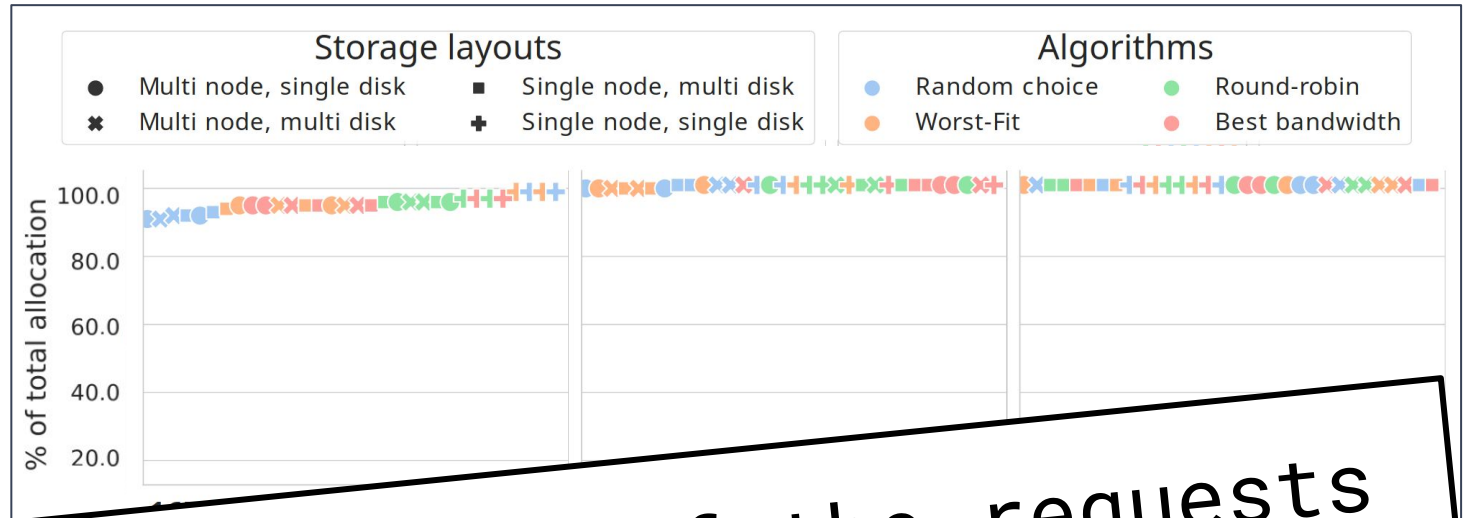 Storage layouts
Multi node, single disk
Single node, multi disk
Multi node, multi disk
Single node, single disk
Algorithms
Random choice
Round-robin
Worst-Fit
Best bandwidth
% of total allocation
100.0
80.0
60.0
40.0
20.0
the requests